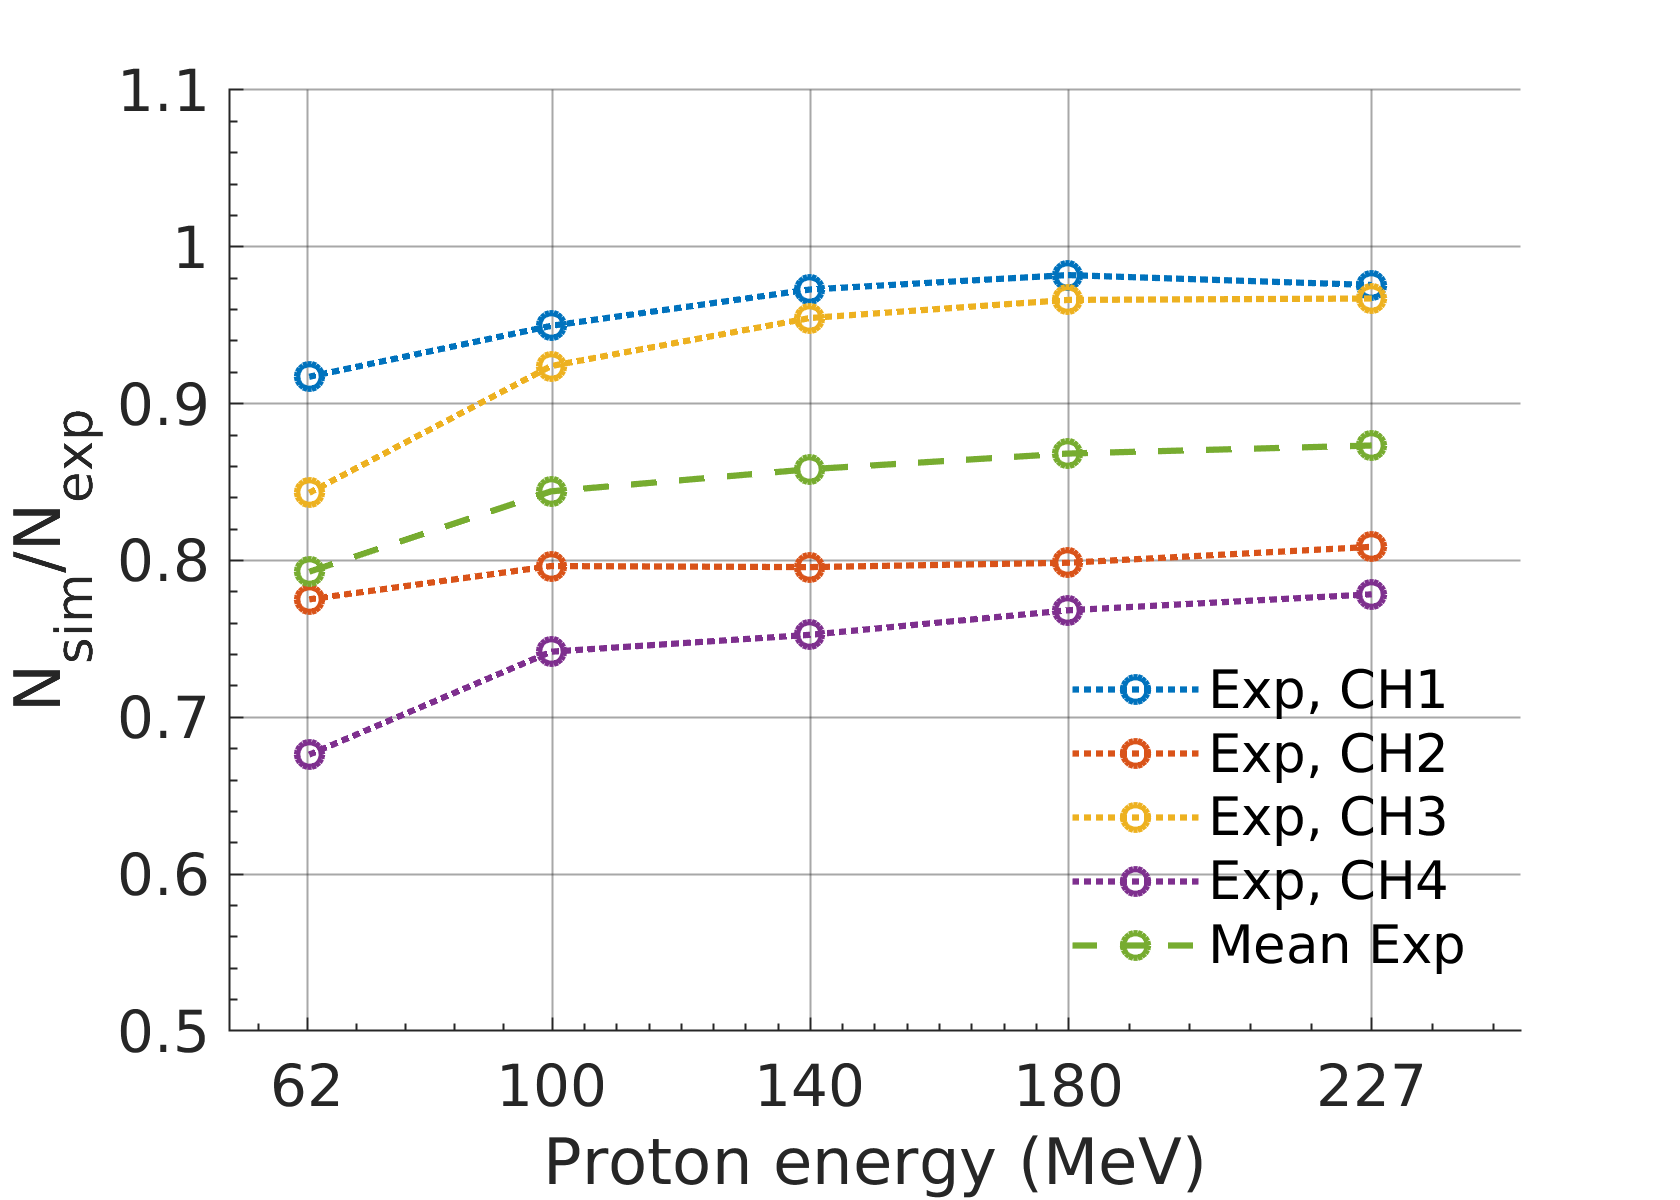 1.1
1
0.9
0.8
0.7
0.6
0.5
N_sim/N_exp
62 100 140 180 227
Proton energy (MeV)
Exp, CH1
Exp, CH2
Exp, CH3
Exp, CH4
Mean Exp